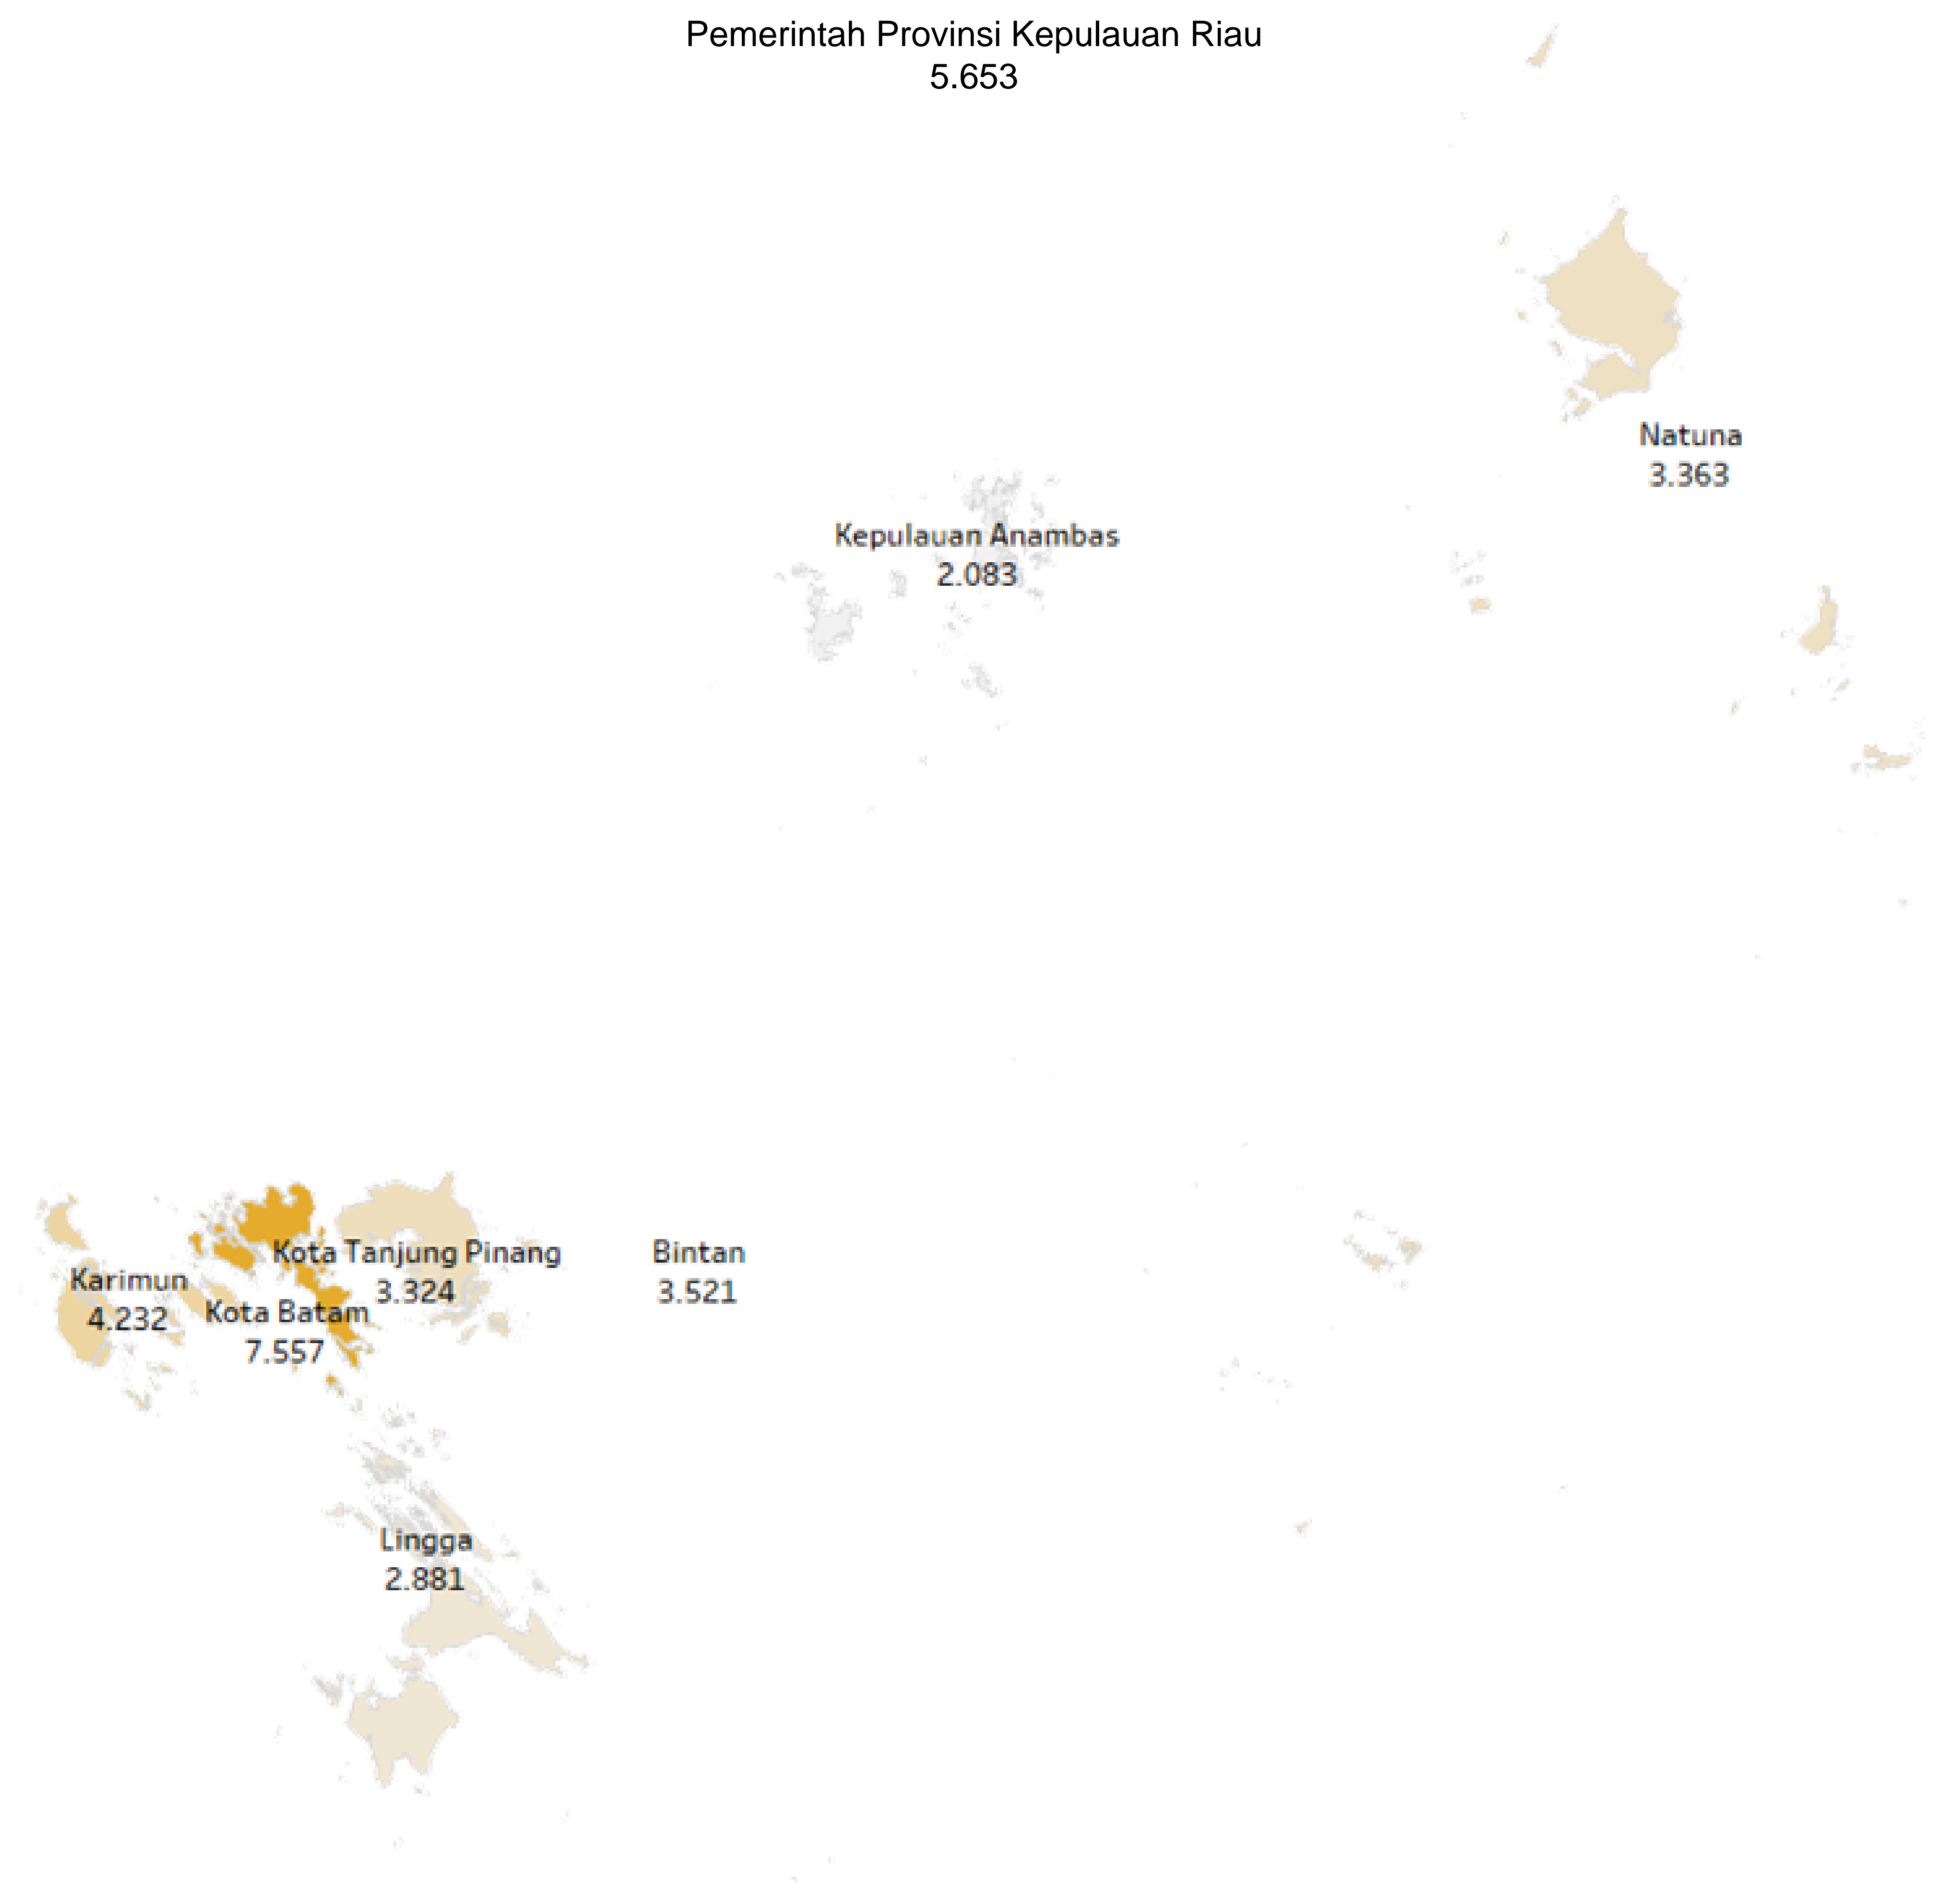 Pemerintah Provinsi Kepulauan Riau
5.653
Natuna
3.363
Kepulauan Anambas
2.083
Kota Tanjung Pinang
3.324
Bintan
3.521
Karimun
4.232
Kota Batam
7.557
Lingga
2.881